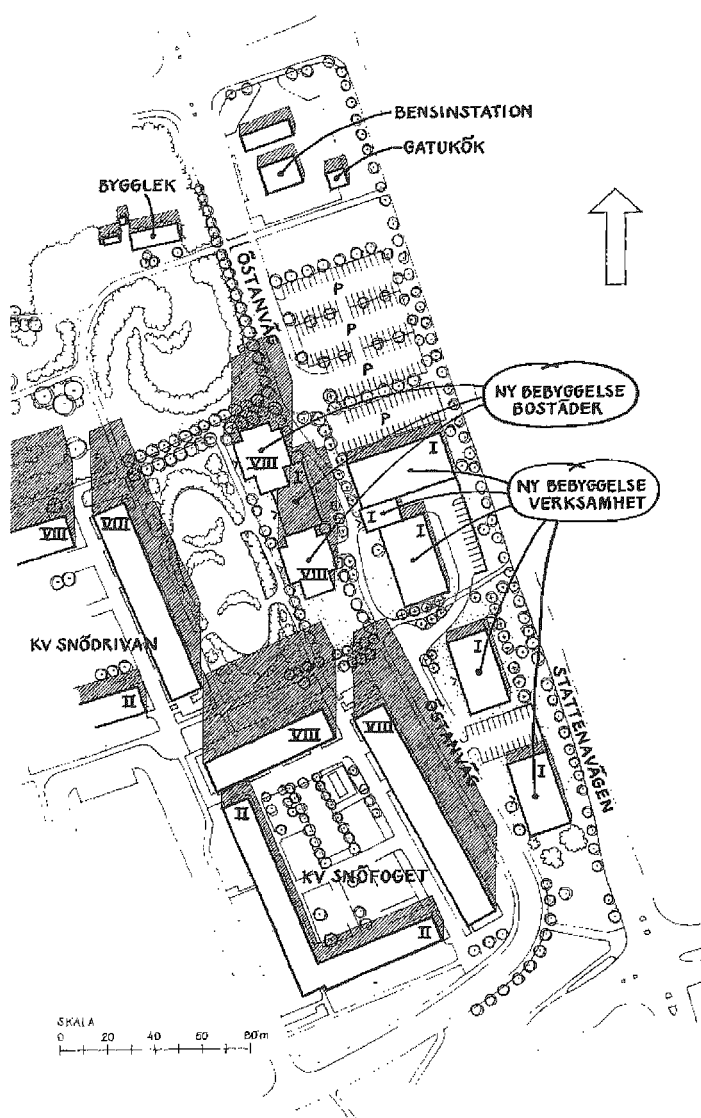 BENSINSTATION
GATUKÖK
BYGGLEK
ÖSTANVÄG
P
P
P
P
NY BEBYGGELSE
BOSTÄDER
VIII
I
I
NY BEBYGGELSE
VERKSAMHET
I
I
VIII
VIII
VIII
KV SNÖDRIVAN
II
I
STATTENAVÄGEN
VIII
VIII
ÖSTANVÄG
I
II
KV SNÖFOGET
II
SKALA
0 20 40 60 80m